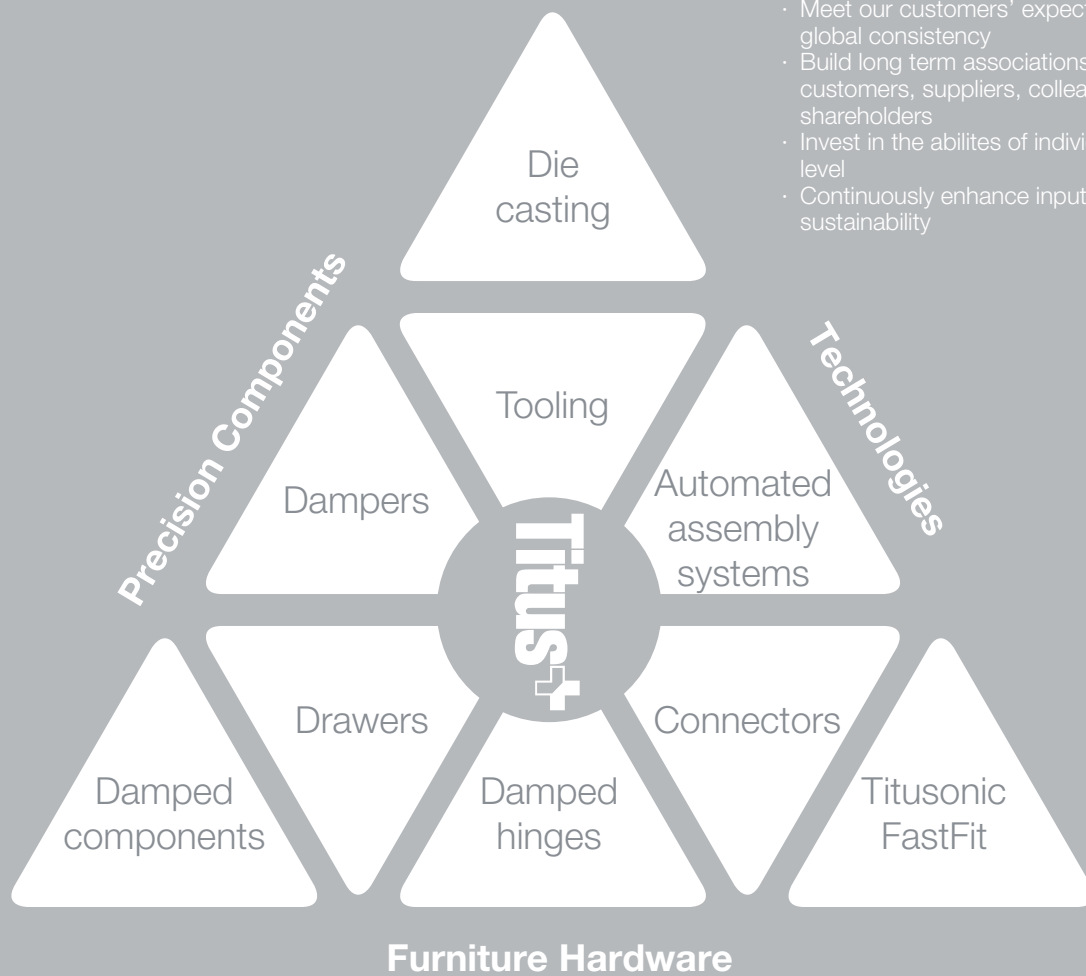 · Meet our customers' expect
global consistency
· Build long term associations
customers, suppliers, collea
shareholders
· Invest in the abilites of indivi
level
· Continuously enhance input
sustainability
Die
casting
Precision Components
Technologies
Tooling
Dampers
Automated
assembly
systems
Titus+
Drawers
Connectors
Damped
components
Damped
hinges
Titusonic
FastFit
Furniture Hardware